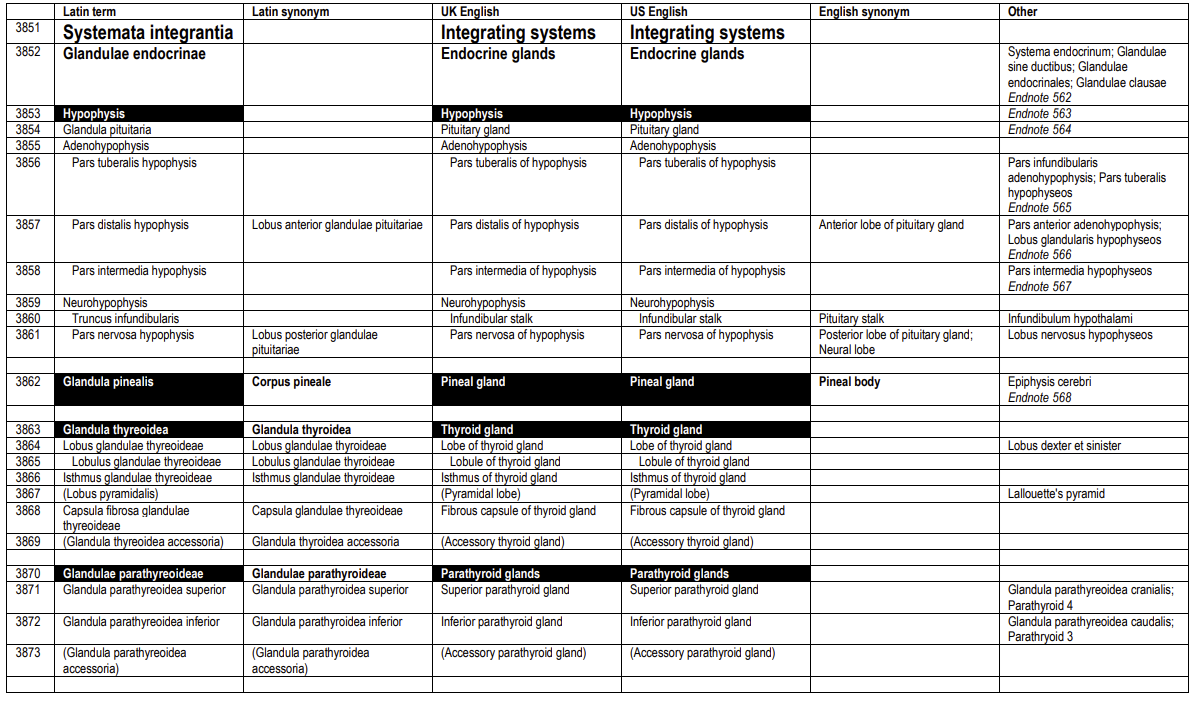 Latin term Latin synonym UK English US English English synonym Other
3851 Systemata integrantia Integrating systems Integrating systems
3852 Glandulae endocrinae Endocrine glands Endocrine glands Systema endocrinum; Glandulae
sine ductibus; Glandulae
endocrinales; Glandulae clausae
Endnote 562
3853 Hypophysis Hypophysis Hypophysis Endnote 563
3854 Glandula pituitaria Pituitary gland Pituitary gland Endnote 564
3855 Adenohypophysis Adenohypophysis Adenohypophysis
3856 Pars tuberalis hypophysis Pars tuberalis of hypophysis Pars tuberalis of hypophysis Pars infundibularis
adenohypophysis; Pars tuberalis
hypophyseos
Endnote 565
3857 Pars distalis hypophysis Lobus anterior glandulae pituitariae Pars distalis of hypophysis Pars distalis of hypophysis Anterior lobe of pituitary gland Pars anterior adenohypophysis;
Lobus glandularis hypophyseos
Endnote 566
3858 Pars intermedia hypophysis Pars intermedia of hypophysis Pars intermedia of hypophysis Pars intermedia hypophyseos
Endnote 567
3859 Neurohypophysis Neurohypophysis Neurohypophysis
3860 Truncus infundibularis Infundibular stalk Infundibular stalk Pituitary stalk Infundibulum hypothalami
3861 Pars nervosa hypophysis Lobus posterior glandulae Pars nervosa of hypophysis Pars nervosa of hypophysis Posterior lobe of pituitary gland; Lobus nervosus hypophyseos
pituitariae Neural lobe
3862 Glandula pinealis Corpus pineale Pineal gland Pineal gland Pineal body Epiphysis cerebri
Endnote 568
3863 Glandula thyreoidea Glandula thyroidea Thyroid gland Thyroid gland
3864 Lobus glandulae thyreoideae Lobus glandulae thyroideae Lobe of thyroid gland Lobe of thyroid gland Lobus dexter et sinister
3865 Lobulus glandulae thyreoideae Lobulus glandulae thyroideae Lobule of thyroid gland Lobule of thyroid gland
3866 Isthmus glandulae thyreoideae Isthmus glandulae thyroideae Isthmus of thyroid gland Isthmus of thyroid gland
3867 (Lobus pyramidalis) (Pyramidal lobe) (Pyramidal lobe) Lallouette's pyramid
3868 Capsula fibrosa glandulae Capsula glandulae thyroideae Fibrous capsule of thyroid gland Fibrous capsule of thyroid gland
thyreoideae
3869 (Glandula thyreoidea accessoria) Glandula thyroidea accessoria (Accessory thyroid gland) (Accessory thyroid gland)
3870 Glandulae parathyreoideae Glandulae parathyroideae Parathyroid glands Parathyroid glands
3871 Glandula parathyreoidea superior Glandula parathyroidea superior Superior parathyroid gland Superior parathyroid gland Glandula parathyreoidea cranialis;
Parathyroid 4
3872 Glandula parathyreoidea inferior Glandula parathyroidea inferior Inferior parathyroid gland Inferior parathyroid gland Glandula parathyreoidea caudalis;
Parathryoid 3
3873 (Glandula parathyreoidea (Glandula parathyroidea (Accessory parathyroid gland) (Accessory parathyroid gland)
accessoria) accessoria)